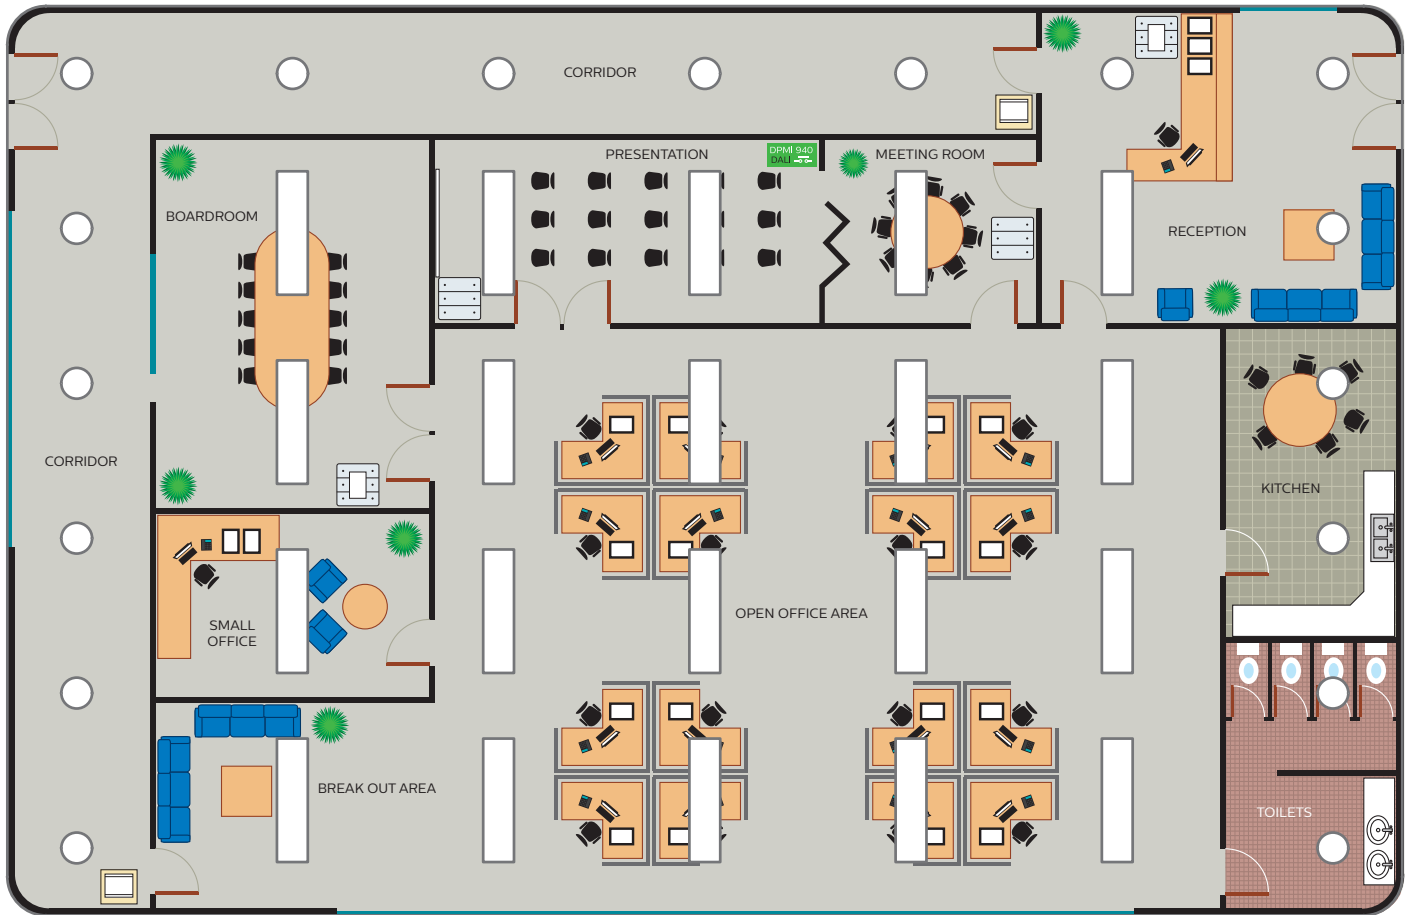 CORRIDOR
PRESENTATION
DPMI 940
DALI
MEETING ROOM
BOARDROOM
RECEPTION
CORRIDOR
KITCHEN
OPEN OFFICE AREA
SMALL
OFFICE
BREAK OUT AREA
TOILETS